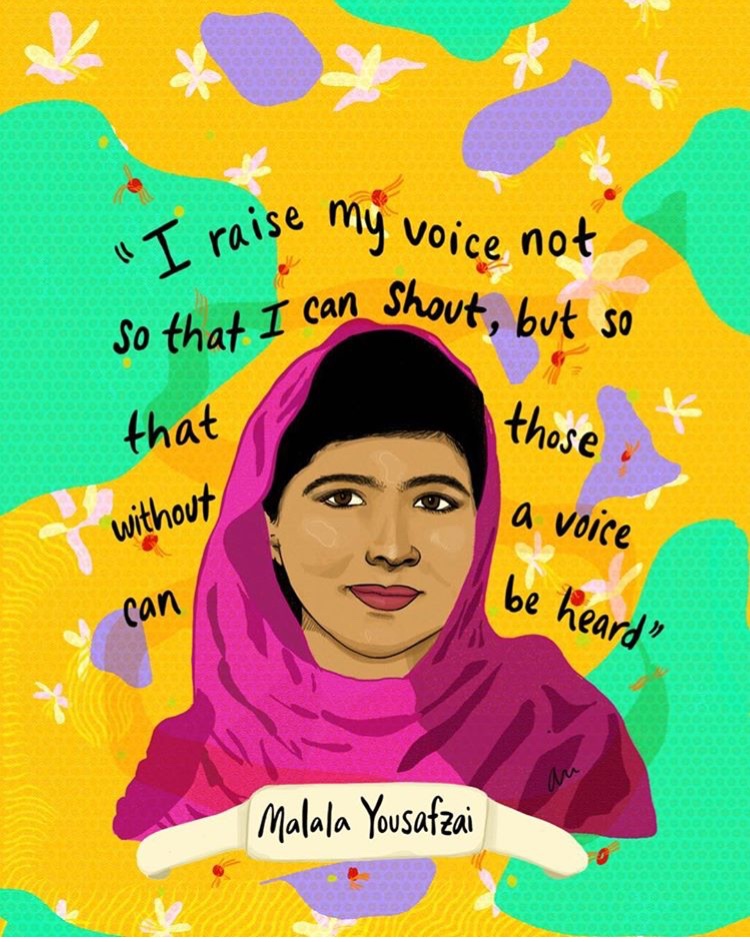 "I raise my voice not
so that I can shout, but so
that those
without a voice
can be heard"
Malala Yousafzai